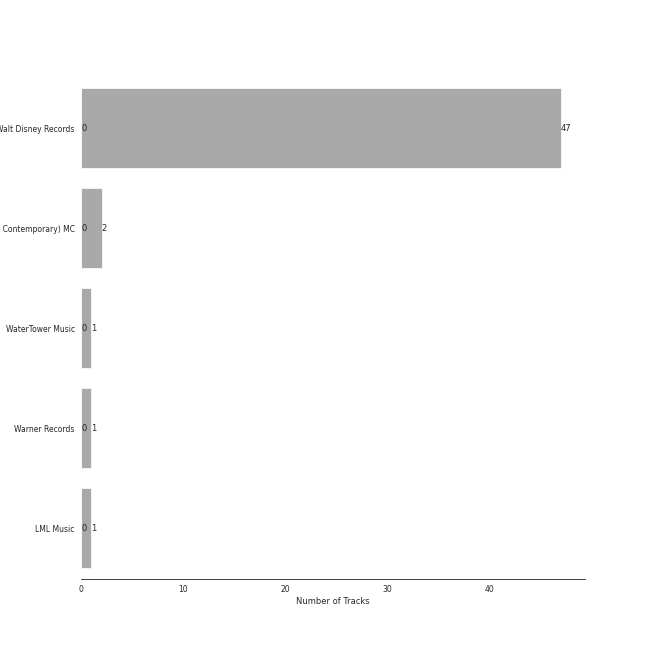 Walt Disney Records 0 47
Contemporary) MC 0 2
WaterTower Music 0 1
Warner Records 0 1
LML Music 0 1
0 10 20 30 40
Number of Tracks